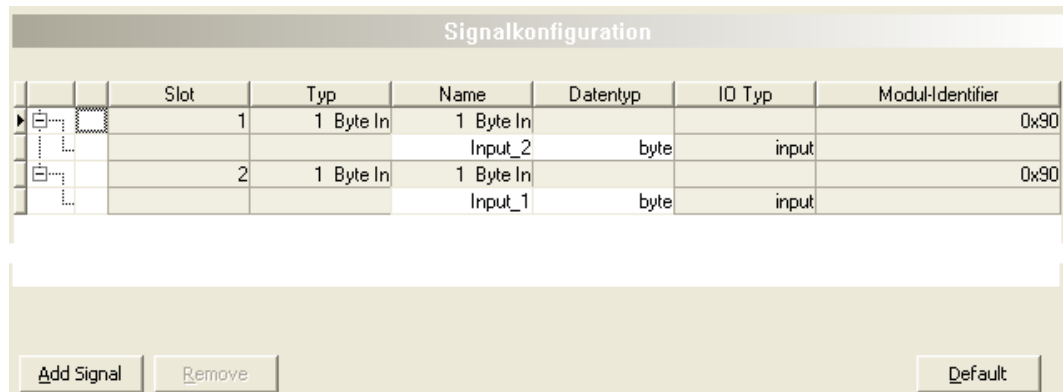 Signalkonfiguration
Slot Typ Name Datentyp IO Typ Modul-Identifier
1 1 Byte In 1 Byte In 0x90
Input_2 byte input
2 1 Byte In 1 Byte In 0x90
Input_1 byte input
Add Signal Remove Default